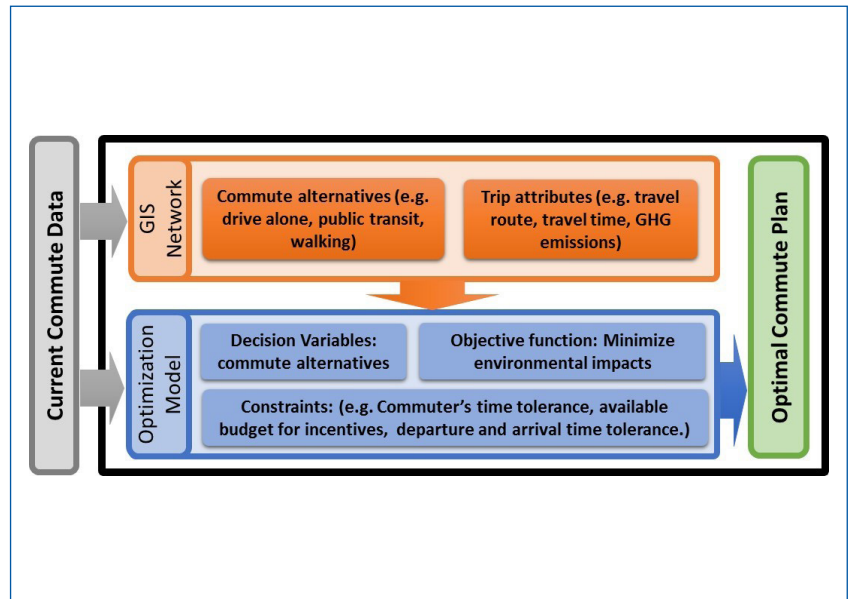 Current Commute Data
GIS
Network
Commute alternatives (e.g.
drive alone, public transit,
walking)
Trip attributes (e.g. travel
route, travel time, GHG
emissions)
Optimization
Model
Decision Variables:
commute alternatives
Objective function: Minimize
environmental impacts
Constraints: (e.g. Commuter's time tolerance, available
budget for incentives, departure and arrival time tolerance.)
Optimal Commute Plan